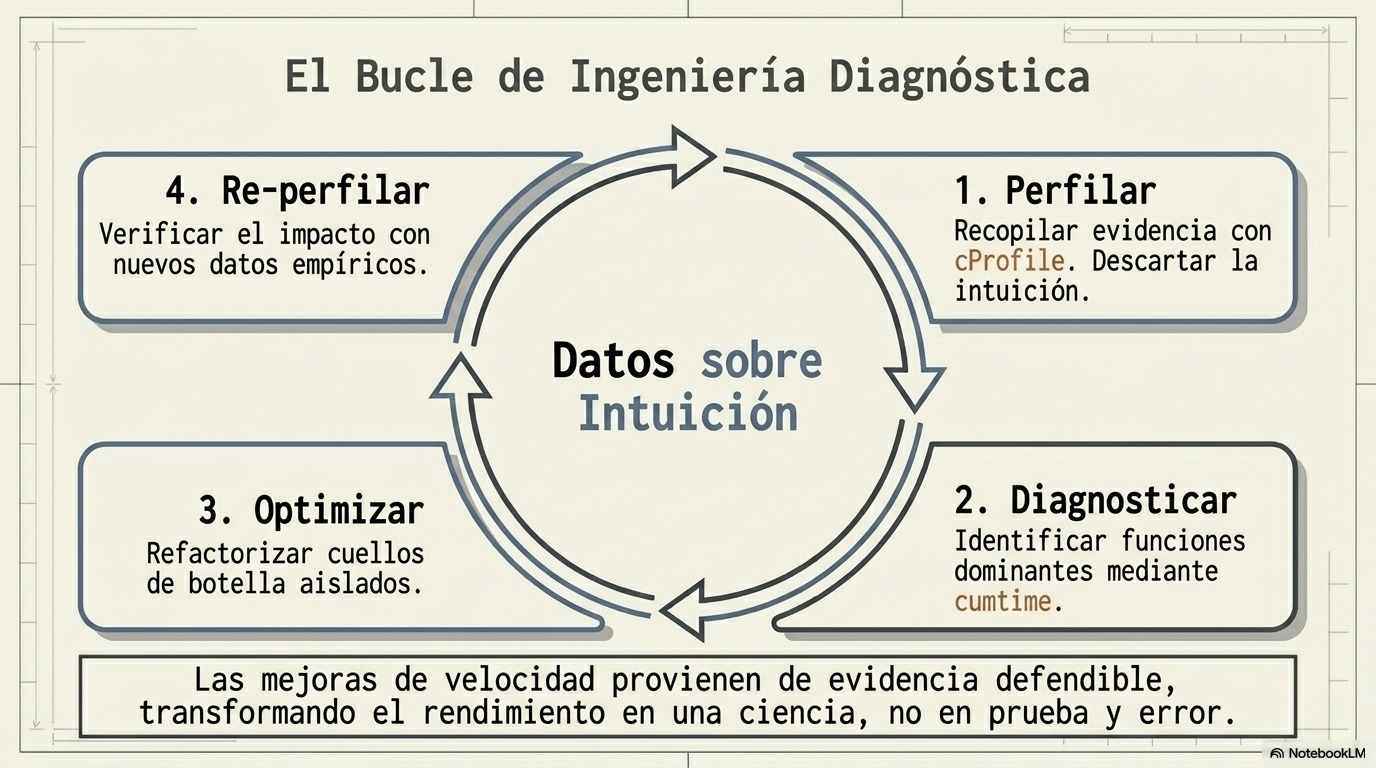 El Bucle de Ingeniería Diagnóstica
4. Re-perfilar
Verificar el impacto con
nuevos datos empíricos.
1. Perfilar
Recopilar evidencia con
cProfile. Descartar la
intuición.
Datos sobre
Intuición
3. Optimizar
Refactorizar cuellos
de botella aislados.
2. Diagnosticar
Identificar funciones
dominantes mediante
cumtime.
Las mejoras de velocidad provienen de evidencia defendible,
transformando el rendimiento en una ciencia, no en prueba y error.
NotebookLM